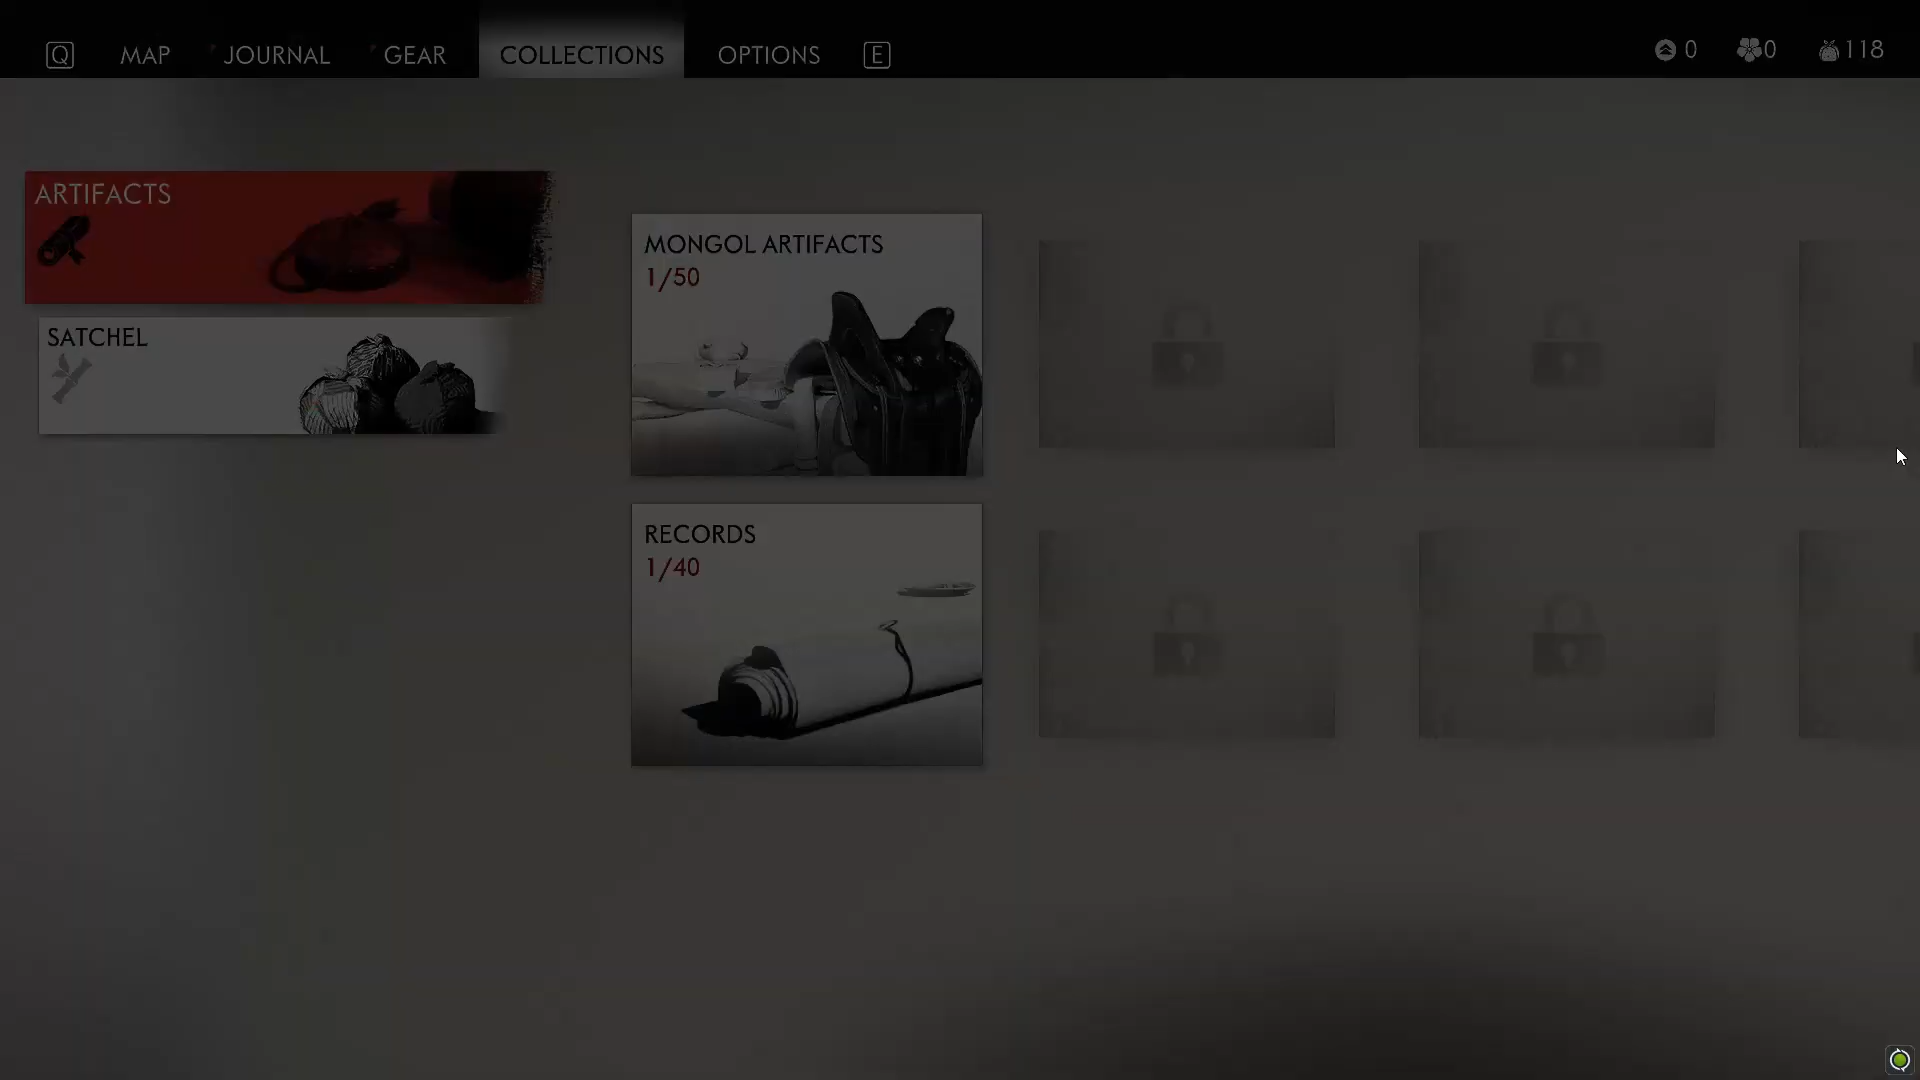 Q MAP JOURNAL GEAR COLLECTIONS OPTIONS E 0 0 118
ARTIFACTS
SATCHEL
MONGOL ARTIFACTS
1/50
RECORDS
1/40